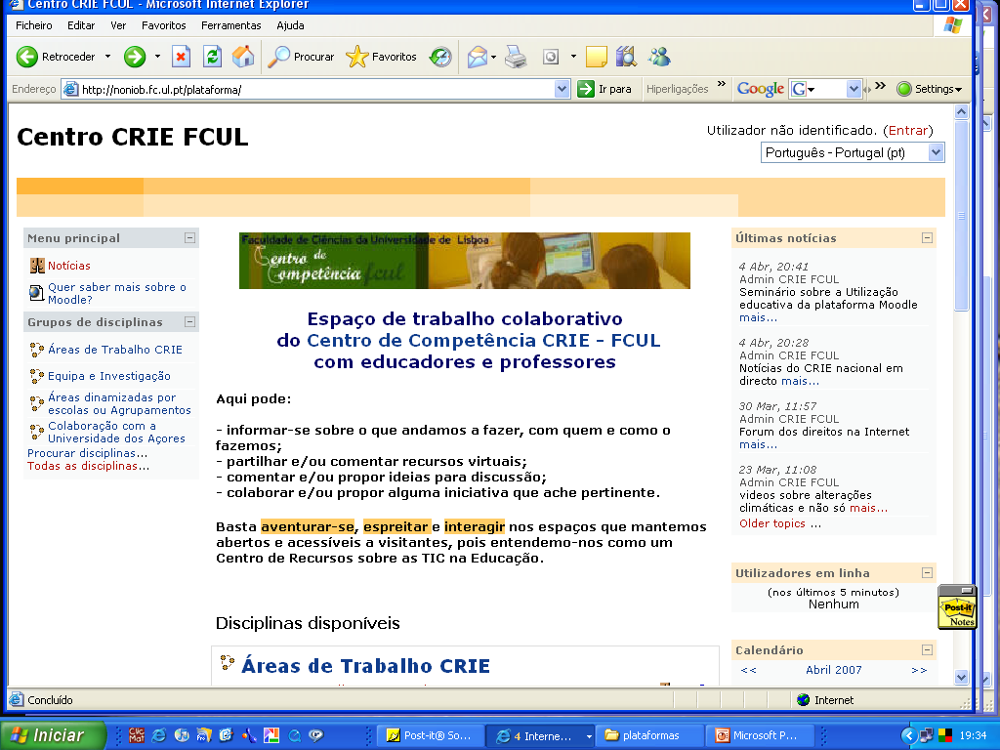 Centro CRIE FCUL - Microsoft Internet Explorer
Ficheiro Editar Ver Favoritos Ferramentas Ajuda
Retroceder Procurar Favoritos
Endereço http://noniob.fc.ul.pt/plataforma/ Ir para Hiperligações » Google G Settings
Centro CRIE FCUL
Utilizador não identificado. (Entrar)
Português - Portugal (pt)
Menu principal
Notícias
Quer saber mais sobre o
Moodle?
Grupos de disciplinas
Áreas de Trabalho CRIE
Equipa e Investigação
Áreas dinamizadas por
escolas ou Agrupamentos
Colaboração com a
Universidade dos Açores
Procurar disciplinas...
Todas as disciplinas...
Faculdade de Ciências da Universidade de Lisboa
Centro de
Competência fcul
Espaço de trabalho colaborativo
do Centro de Competência CRIE - FCUL
com educadores e professores
Aqui pode:
- informar-se sobre o que andamos a fazer, com quem e como o
fazemos;
- partilhar e/ou comentar recursos virtuais;
- comentar e/ou propor ideias para discussão;
- colaborar e/ou propor alguma iniciativa que ache pertinente.
Basta aventurar-se, espreitar e interagir nos espaços que mantemos
abertos e acessíveis a visitantes, pois entendemo-nos como um
Centro de Recursos sobre as TIC na Educação.
Disciplinas disponíveis
Áreas de Trabalho CRIE
Últimas notícias
4 Abr, 20:41
Admin CRIE FCUL
Seminário sobre a Utilização
educativa da plataforma Moodle
mais...
4 Abr, 20:28
Admin CRIE FCUL
Notícias do CRIE nacional em
directo mais...
30 Mar, 11:57
Admin CRIE FCUL
Forum dos direitos na Internet
mais...
23 Mar, 11:08
Admin CRIE FCUL
videos sobre alterações
climáticas e não só mais...
Older topics ...
Utilizadores em linha
(nos últimos 5 minutos)
Nenhum
Post-it
Notes
Calendário
<< Abril 2007 >>
Concluído Internet
Iniciar Post-it® So... 4 Interne... plataformas Microsoft P... 19:34